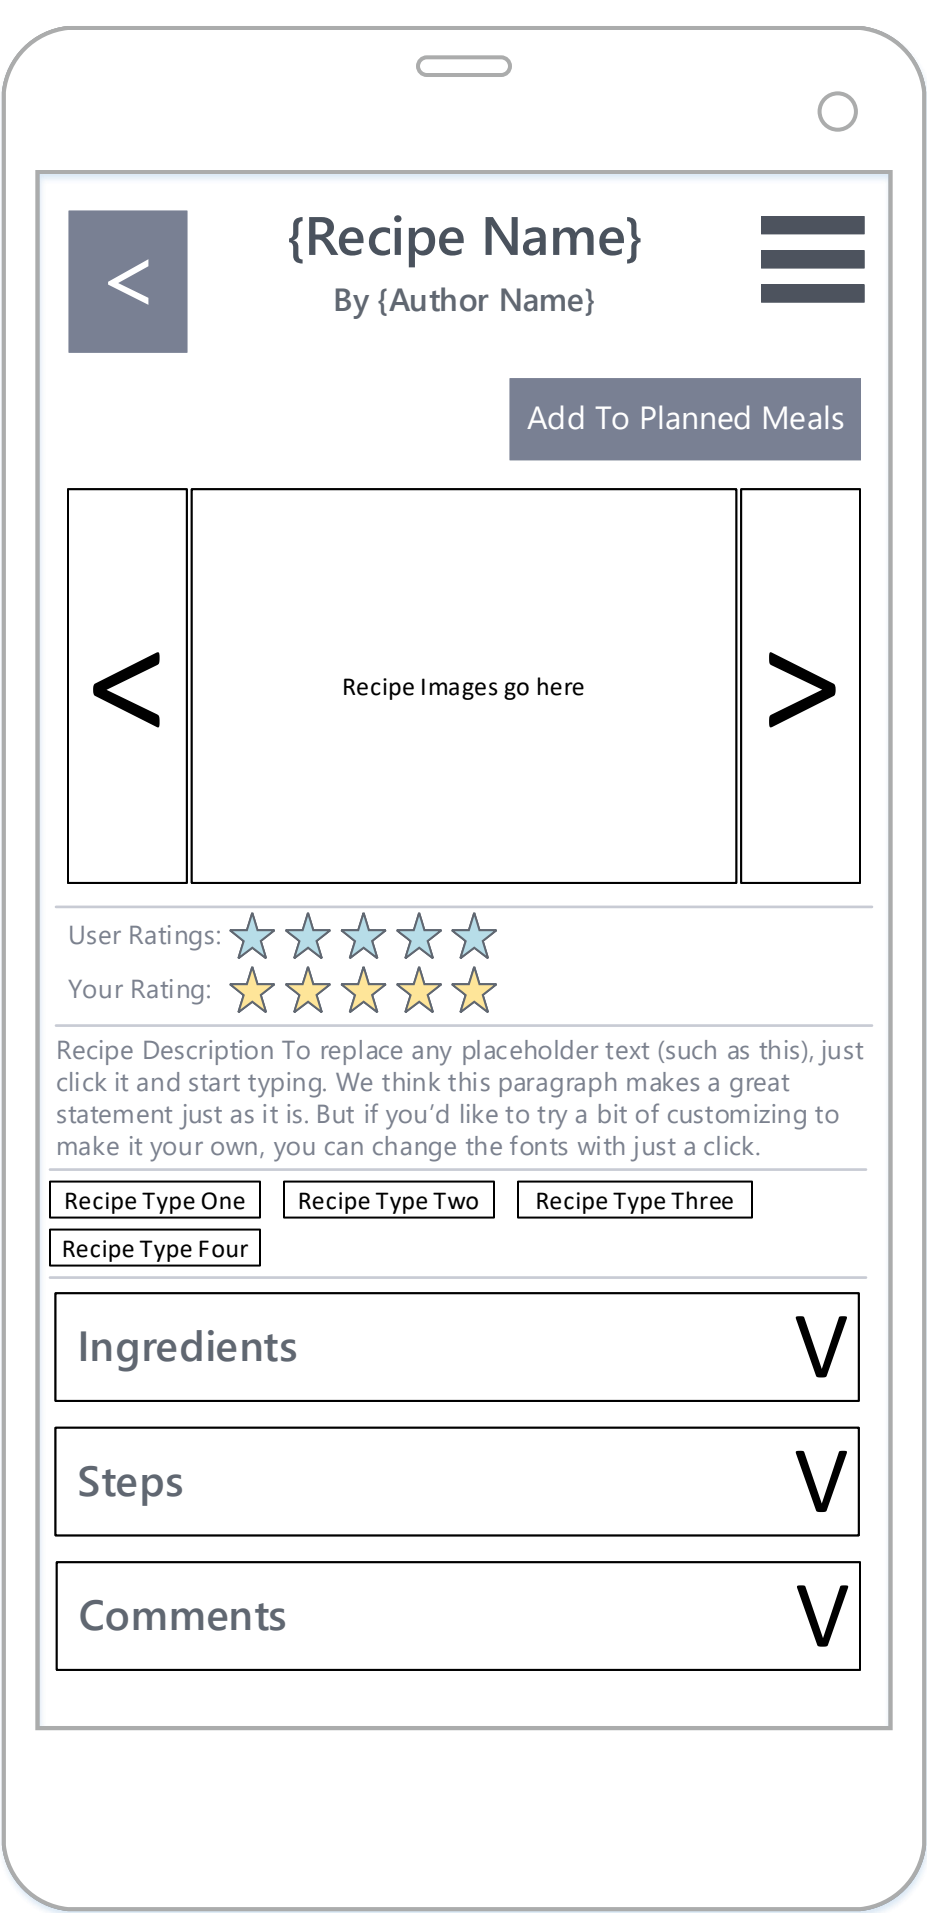 <
{Recipe Name}
By {Author Name}
Add To Planned Meals
<
Recipe Images go here
>
User Ratings:
Your Rating:
Recipe Description To replace any placeholder text (such as this), just
click it and start typing. We think this paragraph makes a great
statement just as it is. But if you’d like to try a bit of customizing to
make it your own, you can change the fonts with just a click.
Recipe Type One Recipe Type Two Recipe Type Three
Recipe Type Four
Ingredients V
Steps V
Comments V